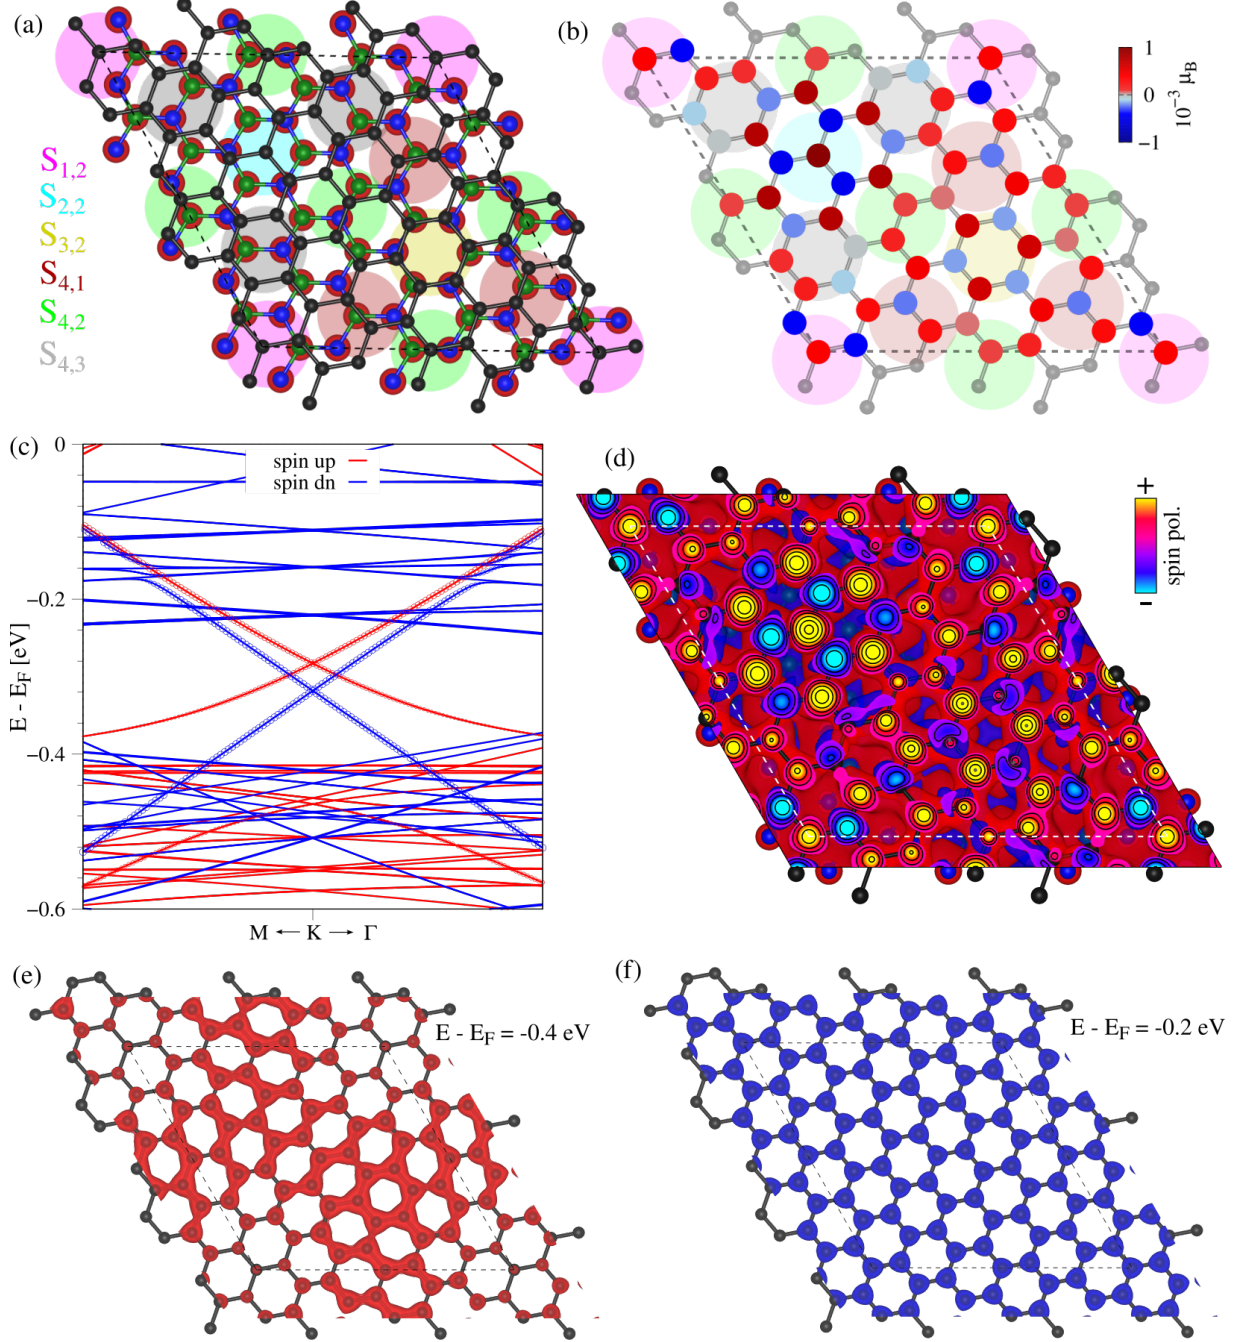 (a)
S1,2
S2,2
S3,2
S4,1
S4,2
S4,3
(b)
1
0
−1
10⁻³ μB
(c)
0
−0.2
−0.4
−0.6
E - EF [eV]
spin up
spin dn
M ← K → Γ
(d)
+
-
spin pol.
(e)
E - EF = -0.4 eV
(f)
E - EF = -0.2 eV